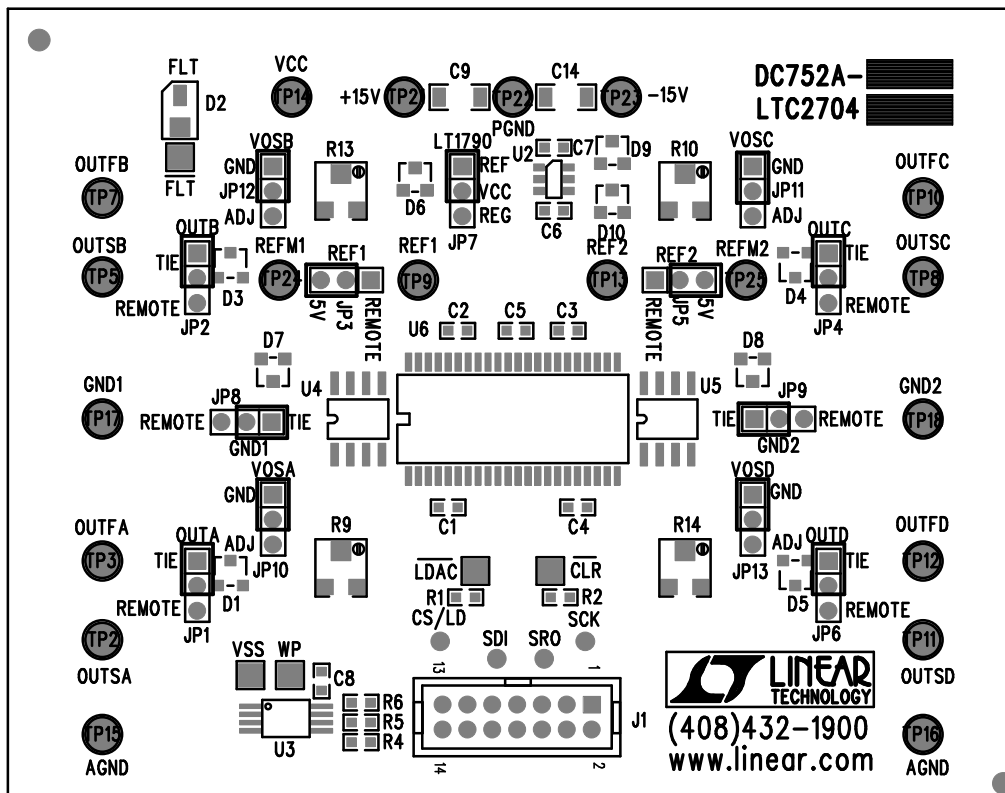 FLT
D2
FLT
VCC
TP14
+15V
TP21
C9
TP22
PGND
C14
TP23
-15V
DC752A-
LTC2704
OUTFB
TP7
OUTSB
TP5
VOSB
GND
JP12
ADJ
R13
D6
LT1790
REF
VCC
REG
JP7
U2
C7
C6
D9
D10
R10
VOSC
GND
JP11
ADJ
OUTFC
TP10
OUTSC
TP8
OUTB
TIE
REMOTE
JP2
D3
REFM1
TP24
REF1
5V
JP3
REMOTE
REF1
TP9
REF2
TP13
REF2
REMOTE
JP5
5V
REFM2
TP25
D4
OUTC
TIE
REMOTE
JP4
U6
C2
C5
C3
D7
D8
GND1
TP17
JP8
REMOTE
TIE
GND1
U4
U5
JP9
TIE
REMOTE
GND2
GND2
TP18
VOSA
GND
ADJ
JP10
C1
C4
VOSD
GND
ADJ
JP13
OUTFA
TP3
OUTA
TIE
REMOTE
JP1
D1
R9
LDAC
CLR
R1
R2
R14
OUTD
TIE
REMOTE
JP6
D5
OUTFD
TP12
TP2
OUTSA
TP11
OUTSD
CS/LD
SDI
SRO
SCK
13
1
14
2
J1
VSS
WP
C8
U3
R6
R5
R4
TP15
AGND
LINEAR
TECHNOLOGY
(408)432-1900
www.linear.com
TP16
AGND